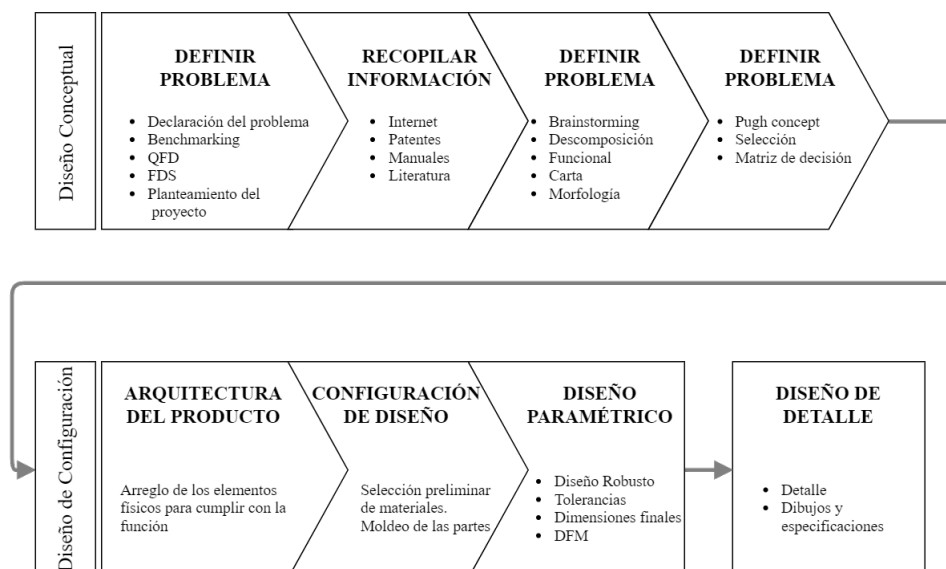 Diseño Conceptual
DEFINIR
PROBLEMA
• Declaración del problema
• Benchmarking
• QFD
• FDS
• Planteamiento del
proyecto
RECOPILAR
INFORMACIÓN
• Internet
• Patentes
• Manuales
• Literatura
DEFINIR
PROBLEMA
• Brainstorming
• Descomposición
• Funcional
• Carta
• Morfología
DEFINIR
PROBLEMA
• Pugh concept
• Selección
• Matriz de decisión
Diseño de Configuración
ARQUITECTURA
DEL PRODUCTO
Arreglo de los elementos
físicos para cumplir con la
función
CONFIGURACIÓN
DE DISEÑO
Selección preliminar
de materiales.
Moldeo de las partes
DISEÑO
PARAMÉTRICO
• Diseño Robusto
• Tolerancias
• Dimensiones finales
• DFM
DISEÑO DE
DETALLE
• Detalle
• Dibujos y
especificaciones